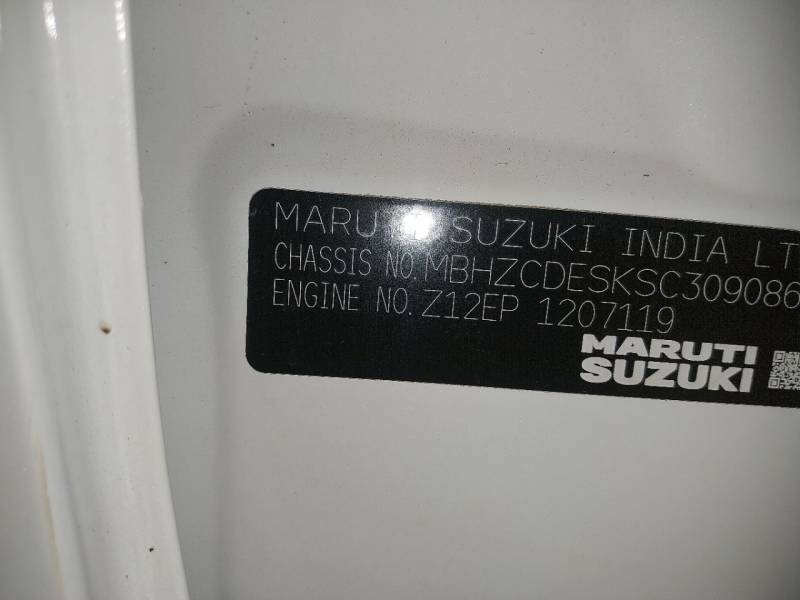 MARUTI SUZUKI INDIA LT
CHASSIS NO. MBHZCDESKSC309086
ENGINE NO. Z12EP 1207119
MARUTI
SUZUKI